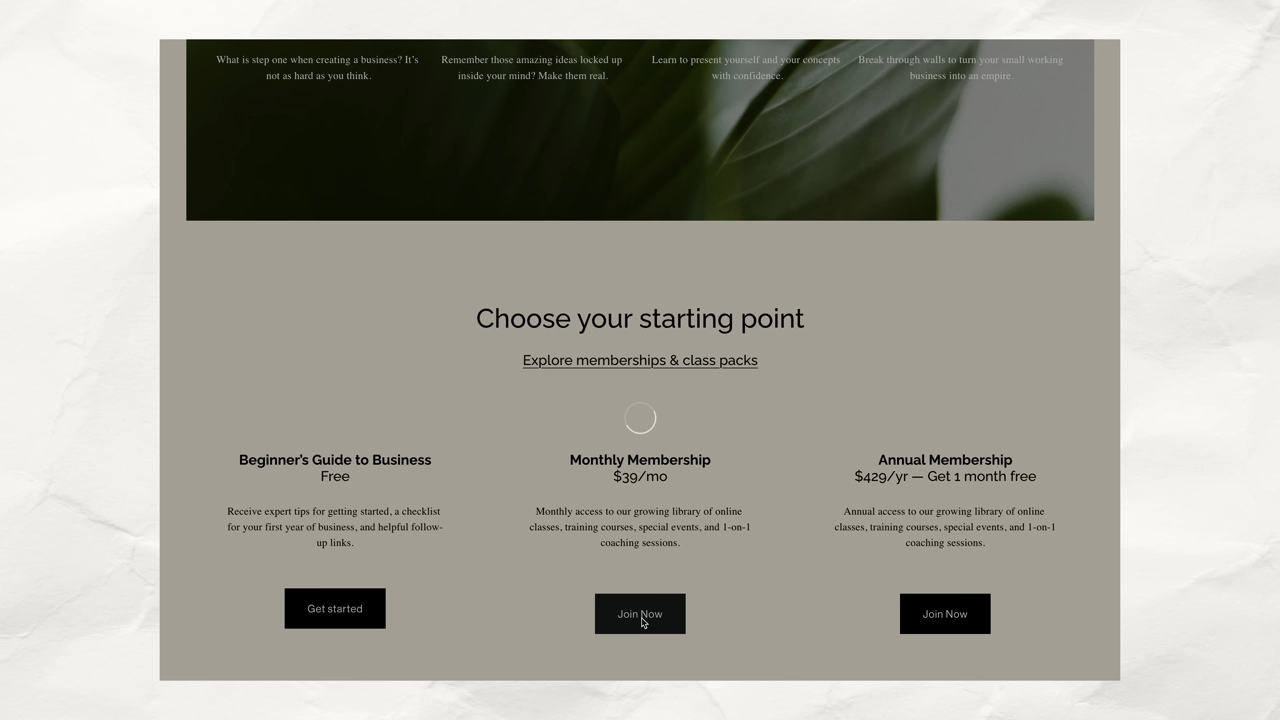 What is step one when creating a business? It’s
not as hard as you think.
Remember those amazing ideas locked up
inside your mind? Make them real.
Learn to present yourself and your concepts
with confidence.
Break through walls to turn your small working
business into an empire.
Choose your starting point
Explore memberships & class packs
Beginner’s Guide to Business
Free
Receive expert tips for getting started, a checklist
for your first year of business, and helpful follow-
up links.
Get started
Monthly Membership
$39/mo
Monthly access to our growing library of online
classes, training courses, special events, and 1-on-1
coaching sessions.
Join Now
Annual Membership
$429/yr — Get 1 month free
Annual access to our growing library of online
classes, training courses, special events, and 1-on-1
coaching sessions.
Join Now